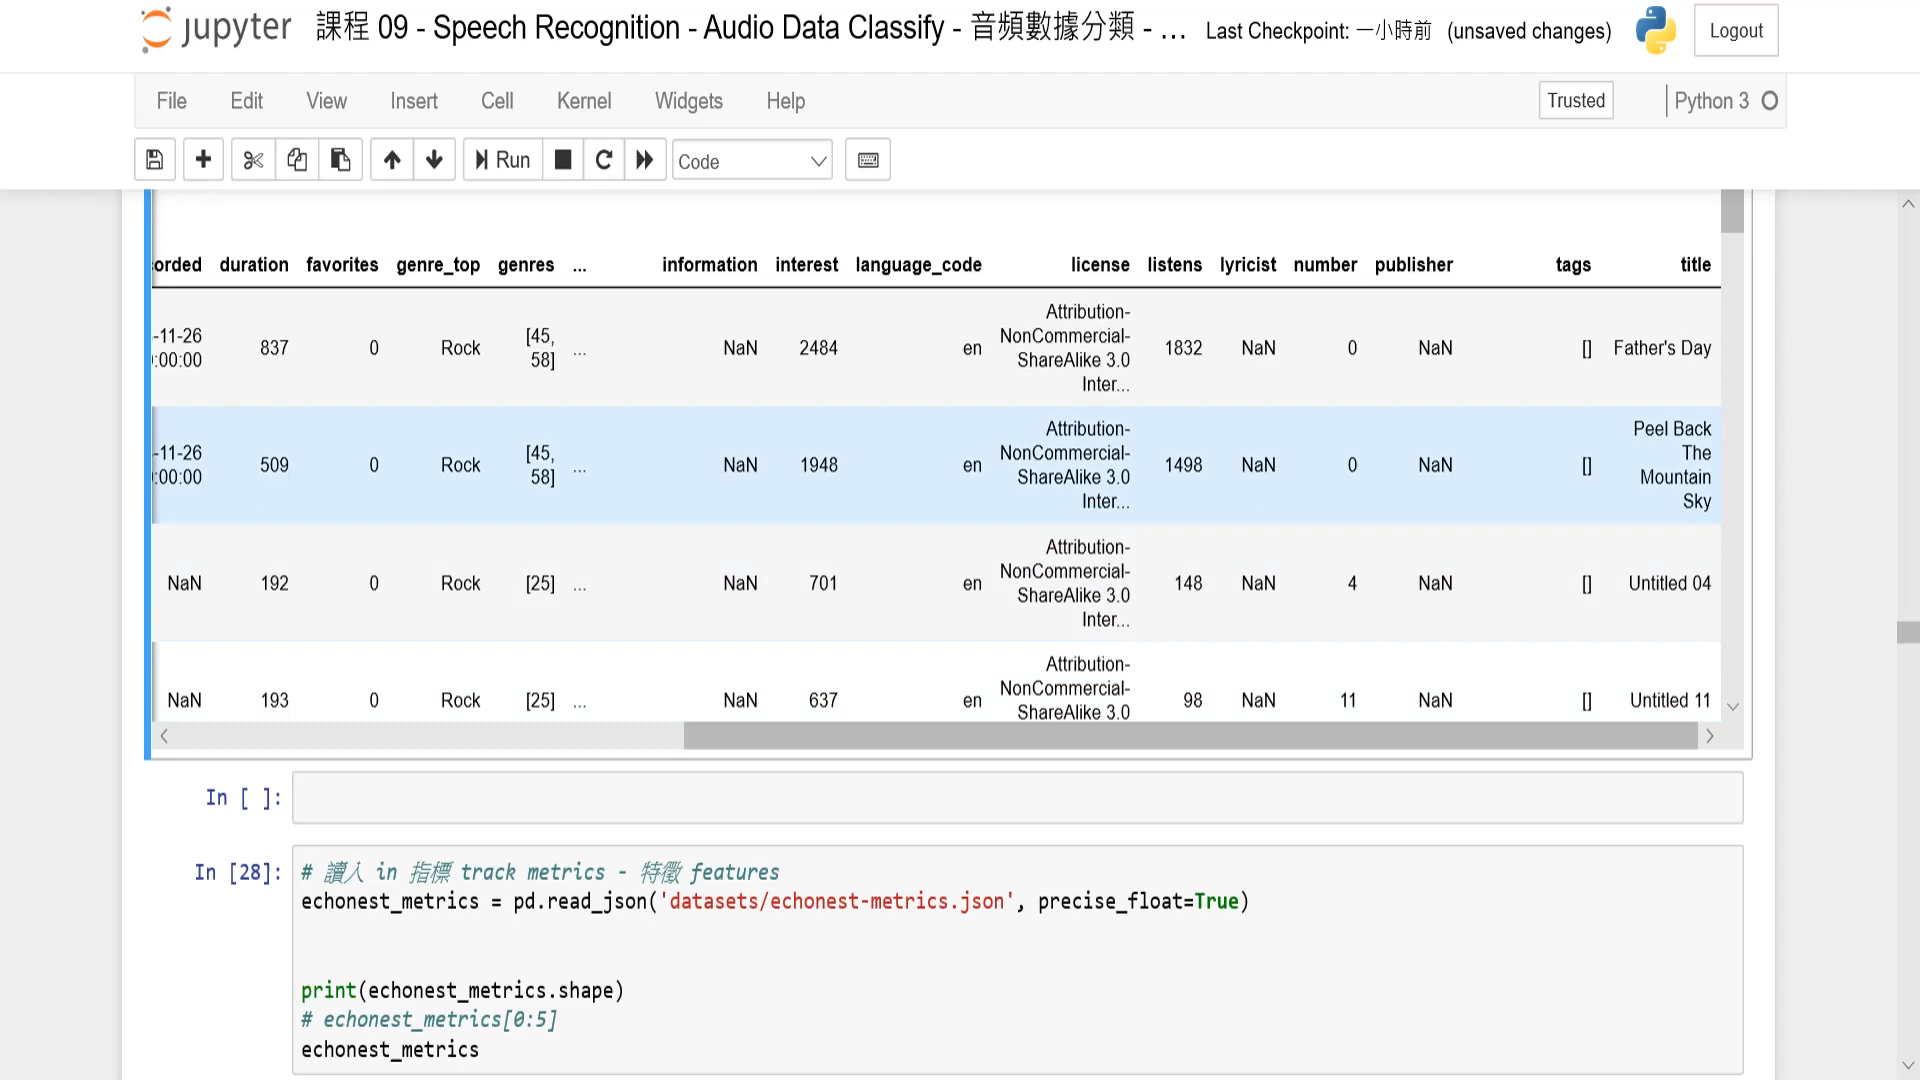 jupyter 課程 09 - Speech Recognition - Audio Data Classify - 音頻數據分類 - ... Last Checkpoint: 一小時前 (unsaved changes) Logout
File Edit View Insert Cell Kernel Widgets Help Trusted Python 3
Run Code
orded duration favorites genre_top genres ... information interest language_code license listens lyricist number publisher tags title
-11-26
:00:00 837 0 Rock [45,
58] ... NaN 2484 en Attribution-
NonCommercial-
ShareAlike 3.0
Inter... 1832 NaN 0 NaN [] Father's Day
-11-26
:00:00 509 0 Rock [45,
58] ... NaN 1948 en Attribution-
NonCommercial-
ShareAlike 3.0
Inter... 1498 NaN 0 NaN [] Peel Back
The
Mountain
Sky
NaN 192 0 Rock [25] ... NaN 701 en Attribution-
NonCommercial-
ShareAlike 3.0
Inter... 148 NaN 4 NaN [] Untitled 04
NaN 193 0 Rock [25] ... NaN 637 en Attribution-
NonCommercial-
ShareAlike 3.0 98 NaN 11 NaN [] Untitled 11
In [ ]:
In [28]: # 讀入 in 指標 track metrics - 特徵 features
echonest_metrics = pd.read_json('datasets/echonest-metrics.json', precise_float=True)
print(echonest_metrics.shape)
# echonest_metrics[0:5]
echonest_metrics